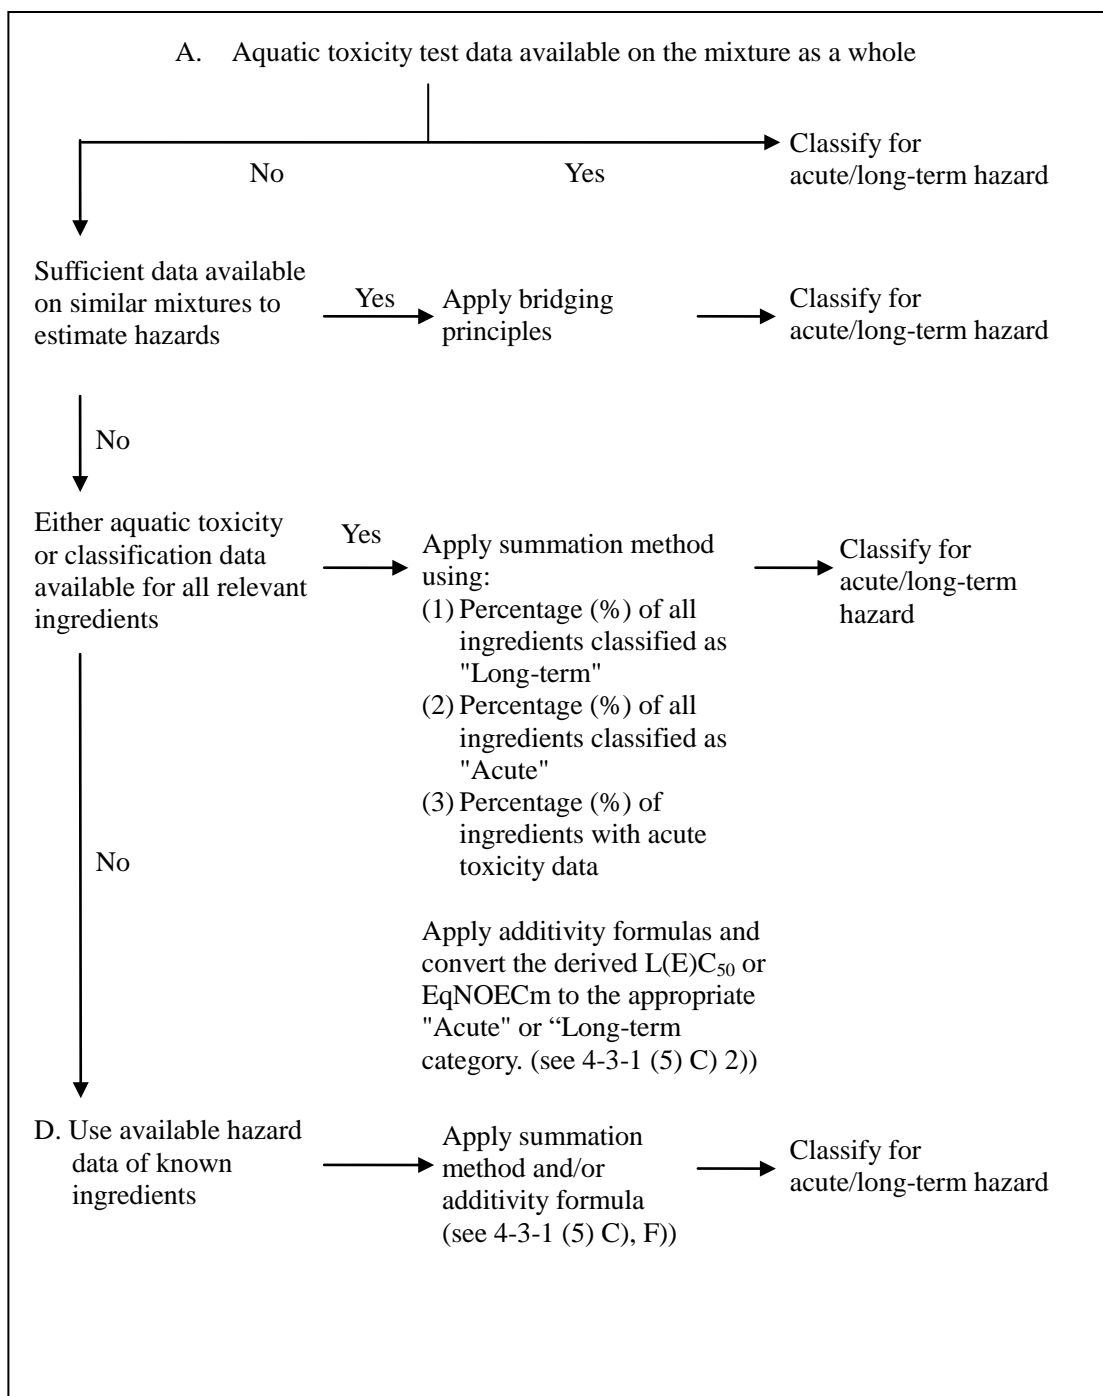 A. Aquatic toxicity test data available on the mixture as a whole
No
Yes
Classify for
acute/long-term hazard
Sufficient data available
on similar mixtures to
estimate hazards
Yes
Apply bridging
principles
Classify for
acute/long-term hazard
No
Either aquatic toxicity
or classification data
available for all relevant
ingredients
Yes
Apply summation method
using:
(1) Percentage (%) of all
ingredients classified as
"Long-term"
(2) Percentage (%) of all
ingredients classified as
"Acute"
(3) Percentage (%) of
ingredients with acute
toxicity data
Classify for
acute/long-term
hazard
No
Apply additivity formulas and
convert the derived L(E)C₅₀ or
EqNOECm to the appropriate
"Acute" or “Long-term
category. (see 4-3-1 (5) C) 2))
D. Use available hazard
data of known
ingredients
Apply summation
method and/or
additivity formula
(see 4-3-1 (5) C), F))
Classify for
acute/long-term hazard